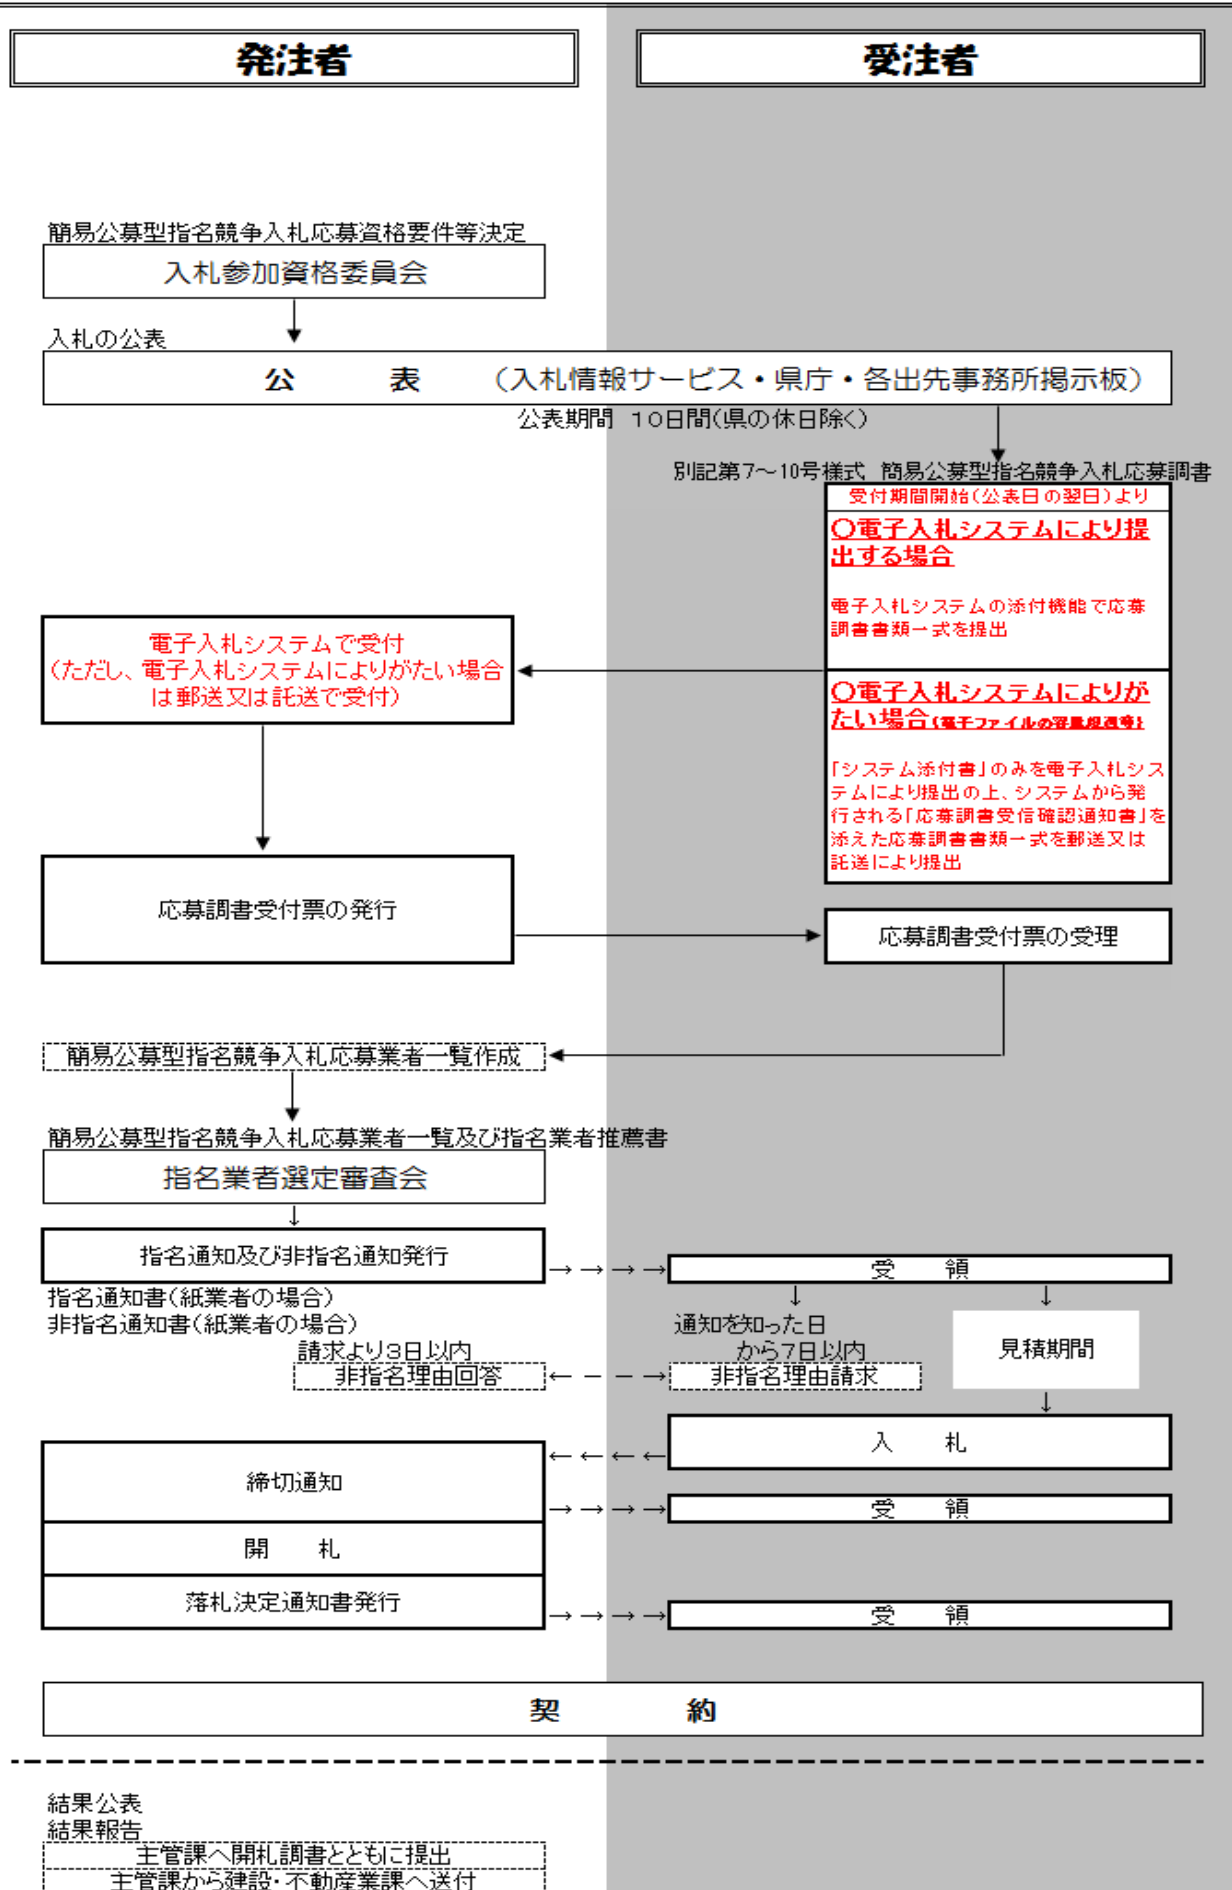 発注者
受注者
簡易公募型指名競争入札応募資格要件等決定
入札参加資格委員会
入札の公表
公　　表　（入札情報サービス・県庁・各出先事務所掲示板）
公表期間　１０日間（県の休日除く）
別記第７～１０号様式　簡易公募型指名競争入札応募調書
受付期間開始（公表日の翌日）より
○電子入札システムにより提
出する場合
電子入札システムの添付機能で応募
調書書類一式を提出
電子入札システムで受付
（ただし、電子入札システムによりがたい場合
は郵送又は託送で受付）
○電子入札システムによりが
たい場合（電子ファイルの容量超過等）
「システム添付書」のみを電子入札シス
テムにより提出の上、システムから発
行される「応募調書受信確認通知書」を
添えた応募調書書類一式を郵送又は
託送により提出
応募調書受付票の発行
応募調書受付票の受理
簡易公募型指名競争入札応募業者一覧作成
簡易公募型指名競争入札応募業者一覧及び指名業者推薦書
指名業者選定審査会
指名通知及び非指名通知発行
受　　領
指名通知書（紙業者の場合）
非指名通知書（紙業者の場合）
通知を知った日
から７日以内
見積期間
請求より３日以内
非指名理由回答
非指名理由請求
入　　札
締切通知
受　　領
開　　札
落札決定通知書発行
受　　領
契　　　　約
結果公表
結果報告
主管課へ開札調書とともに提出
主管課から建設・不動産業課へ送付